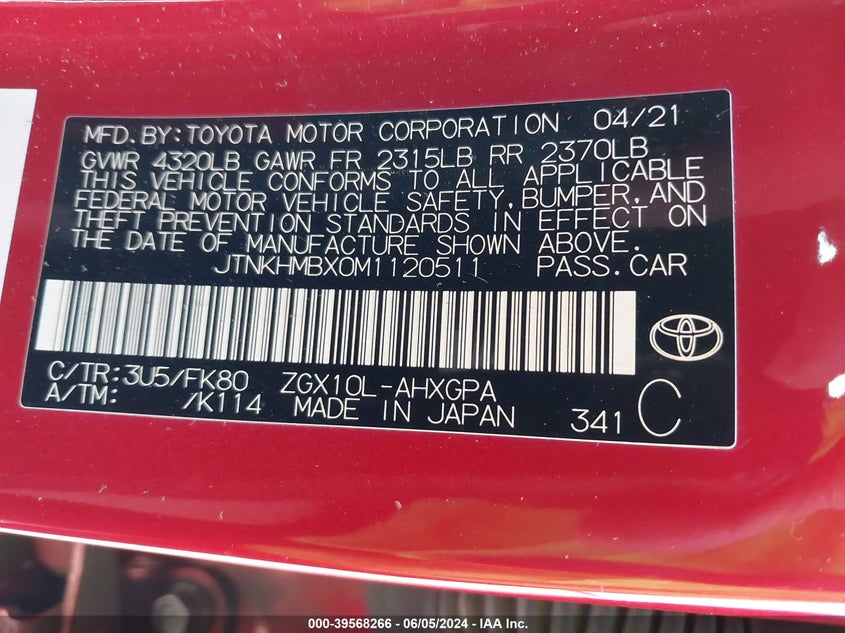 MFD. BY: TOYOTA MOTOR CORPORATION 04/21
GVWR 4320LB GAWR FR 2315LB RR 2370LB
THIS VEHICLE CONFORMS TO ALL APPLICABLE
FEDERAL MOTOR VEHICLE SAFETY, BUMPER, AND
THEFT PREVENTION STANDARDS IN EFFECT ON
THE DATE OF MANUFACTURE SHOWN ABOVE.
JTNKHMBX0M1120511 PASS.CAR
C/TR: 3U5/FK80 ZGX10L-AHXGPA
A/TM: /K114 MADE IN JAPAN 341 C
000-39568266 - 06/05/2024 - IAA Inc.